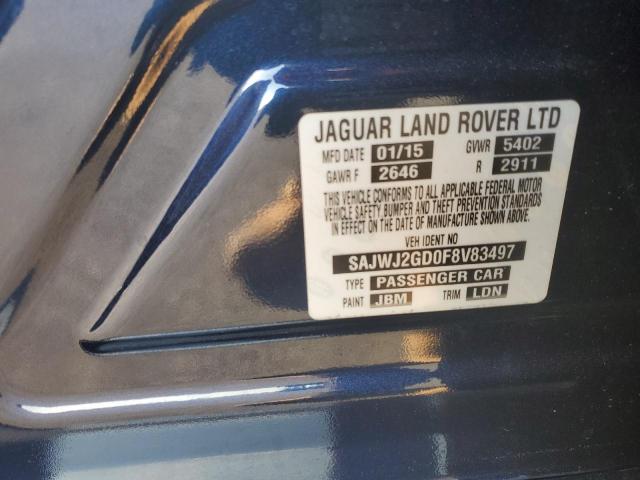 JAGUAR LAND ROVER LTD
MFD DATE 01/15 GVWR 5402
GAWR F 2646 R 2911
THIS VEHICLE CONFORMS TO ALL APPLICABLE FEDERAL MOTOR
VEHICLE SAFETY BUMPER AND THEFT PREVENTION STANDARDS
IN EFFECT ON THE DATE OF MANUFACTURE SHOWN ABOVE.
VEH IDENT NO
SAJWJ2GD0F8V83497
TYPE PASSENGER CAR
PAINT JBM TRIM LDN